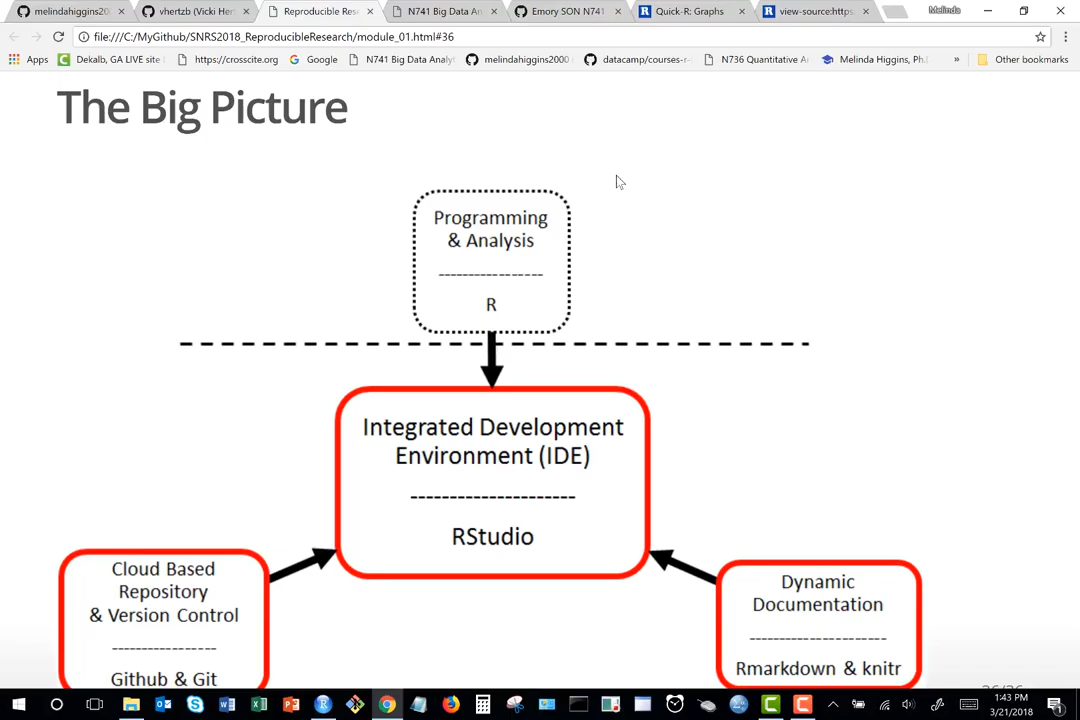 melindahiggins20
vhertzb (Vicki Her
Reproducible Res
N741 Big Data An
Emory SON N741
Quick-R: Graphs
view-source:https
Melinda
file:///C:/MyGithub/SNRS2018_ReproducibleResearch/module_01.html#36
Apps
Dekalb, GA LIVE site
https://crosscite.org
Google
N741 Big Data Analyt
melindahiggins2000
datacamp/courses-r-
N736 Quantitative An
Melinda Higgins, Ph.
»
Other bookmarks
The Big Picture
Programming
& Analysis
-----------------
R
Integrated Development
Environment (IDE)
----------------------
RStudio
Cloud Based
Repository
& Version Control
-----------------
Github & Git
Dynamic
Documentation
----------------------
Rmarkdown & knitr
1:43 PM
3/21/2018